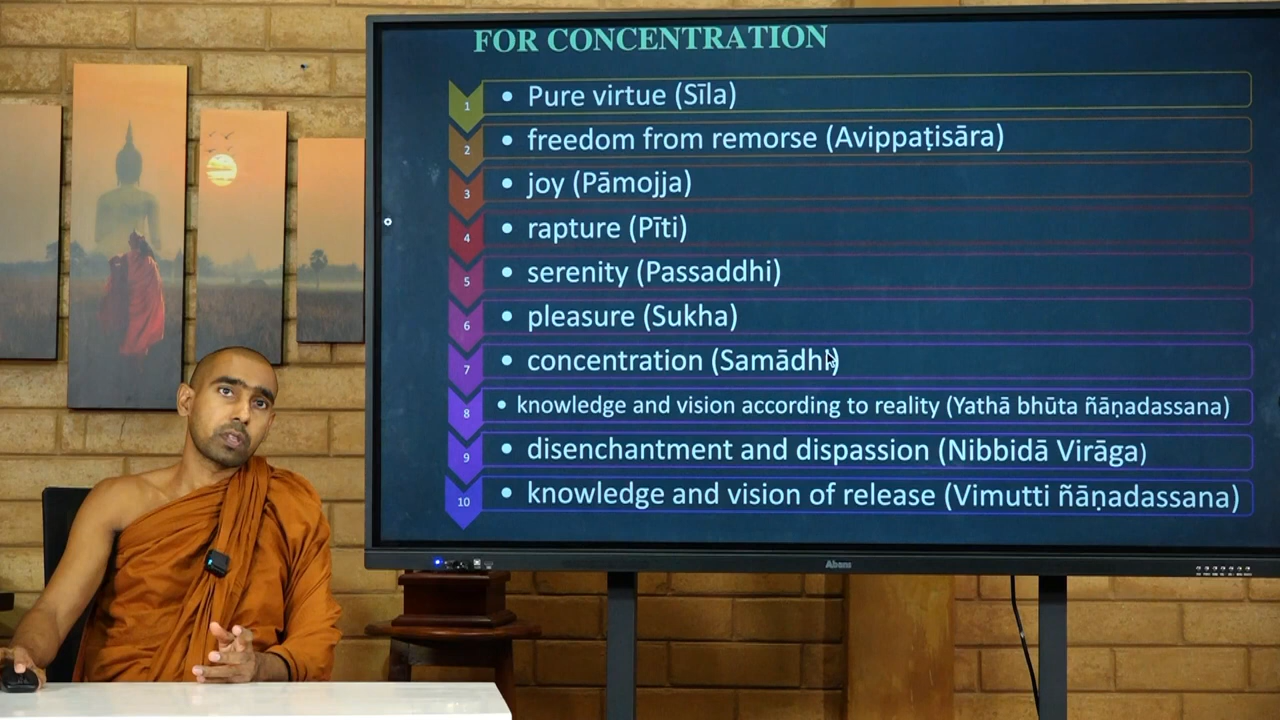 FOR CONCENTRATION
1 • Pure virtue (Sīla)
2 • freedom from remorse (Avippaṭisāra)
3 • joy (Pāmojja)
4 • rapture (Pīti)
5 • serenity (Passaddhi)
6 • pleasure (Sukha)
7 • concentration (Samādhi)
8 • knowledge and vision according to reality (Yathā bhūta ñāṇadassana)
9 • disenchantment and dispassion (Nibbidā Virāga)
10 • knowledge and vision of release (Vimutti ñāṇadassana)
Abans